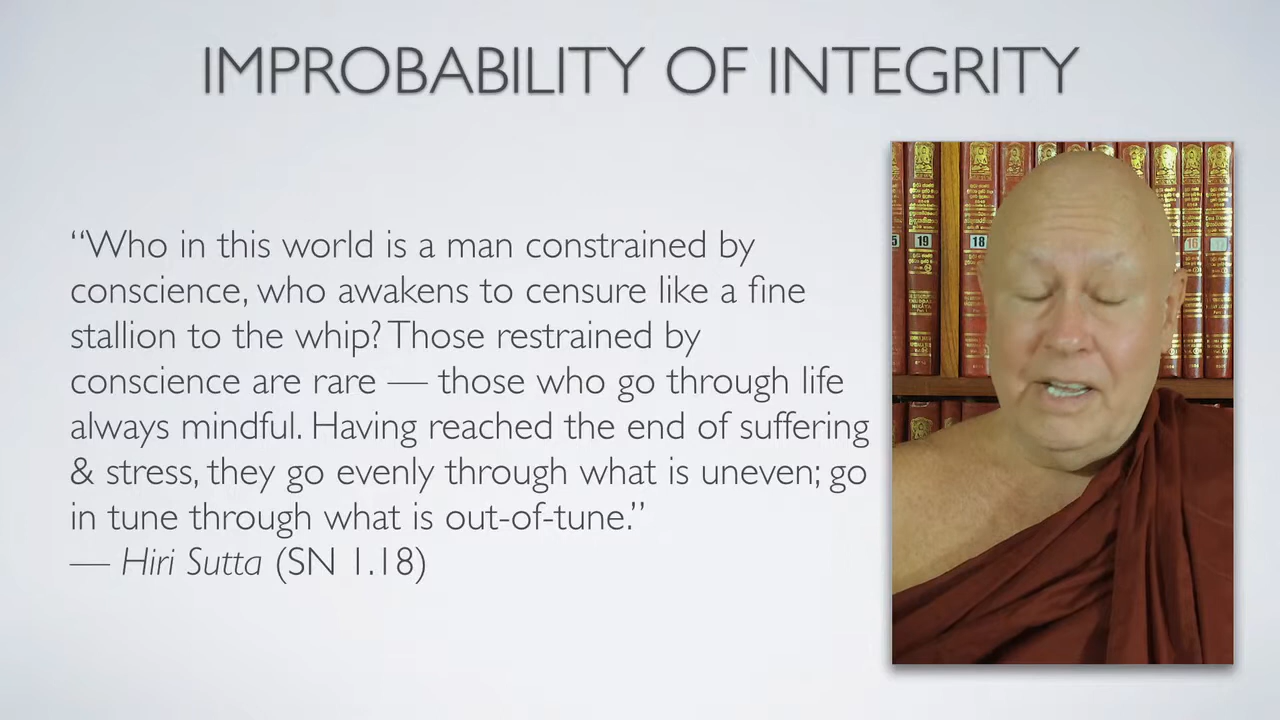 IMPROBABILITY OF INTEGRITY
“Who in this world is a man constrained by
conscience, who awakens to censure like a fine
stallion to the whip? Those restrained by
conscience are rare — those who go through life
always mindful. Having reached the end of suffering
& stress, they go evenly through what is uneven; go
in tune through what is out-of-tune.”
— Hiri Sutta (SN 1.18)
19
18
16